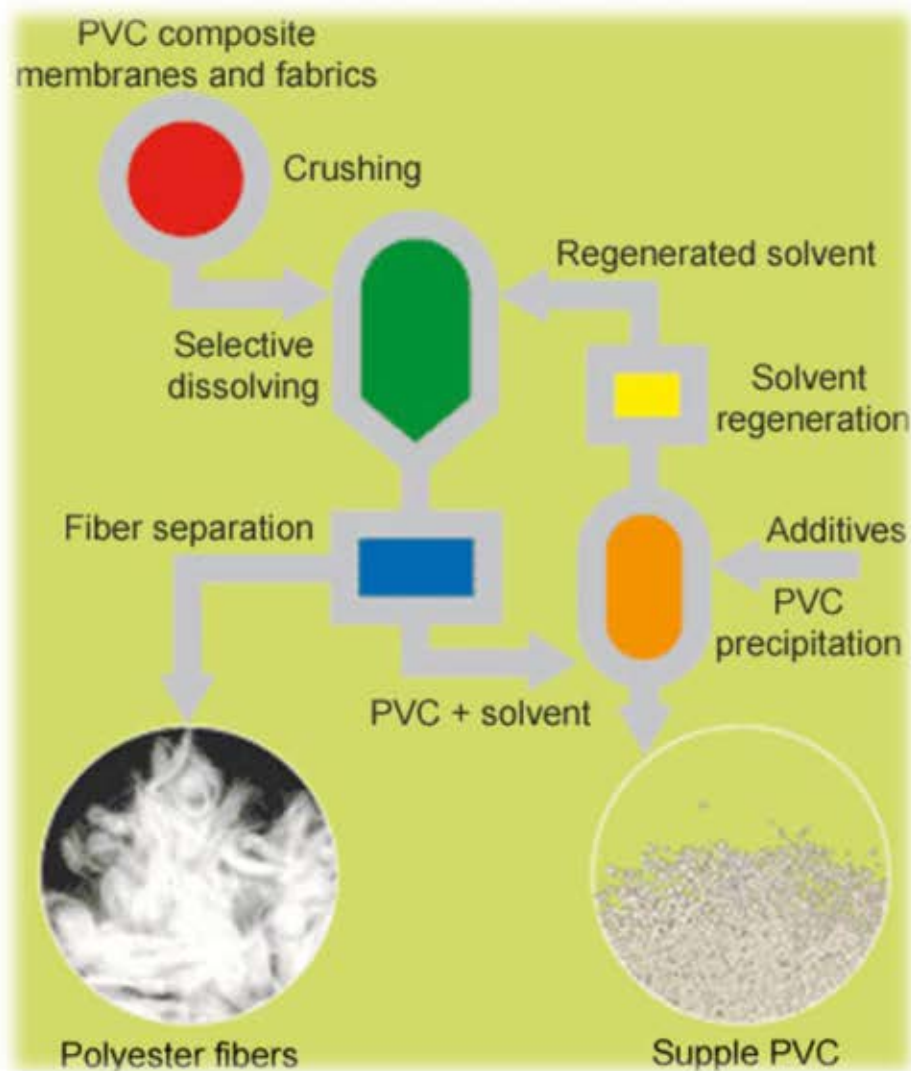 PVC composite
membranes and fabrics
Crushing
Regenerated solvent
Selective
dissolving
Solvent
regeneration
Fiber separation
Additives
PVC
precipitation
PVC + solvent
Polyester fibers
Supple PVC